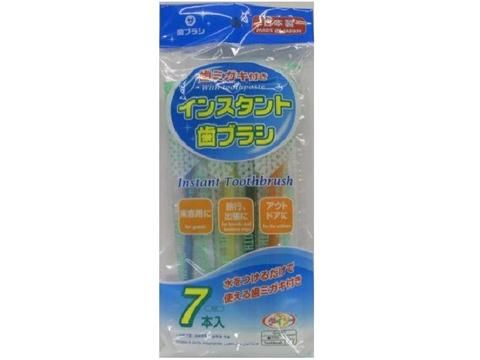 サ
歯ブラシ
日本製
MADE IN JAPAN
歯ミガキ付き
With toothpaste
インスタント
歯ブラシ
Instant Toothbrush
来客用に
for guests
旅行、
出張に
アウト
ドアに
水をつけるだけで
使える歯ミガキ付き
7本入